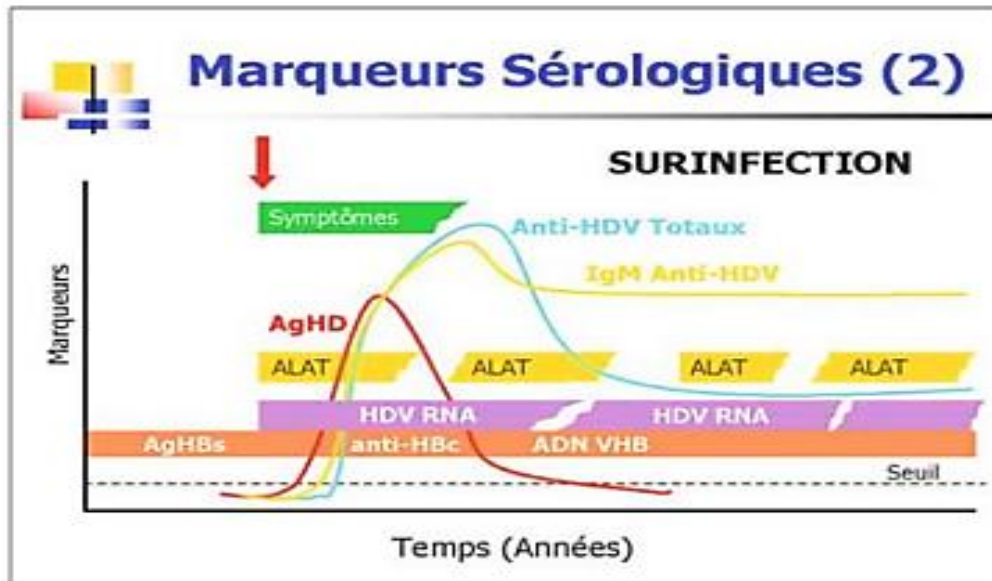 Marqueurs Sérologiques (2)
SURINFECTION
Symptômes
Anti-HDV Totaux
IgM Anti-HDV
AgHD
ALAT ALAT ALAT ALAT
HDV RNA HDV RNA
AgHBs anti-HBc ADN VHB
Seuil
Marqueurs
Temps (Années)